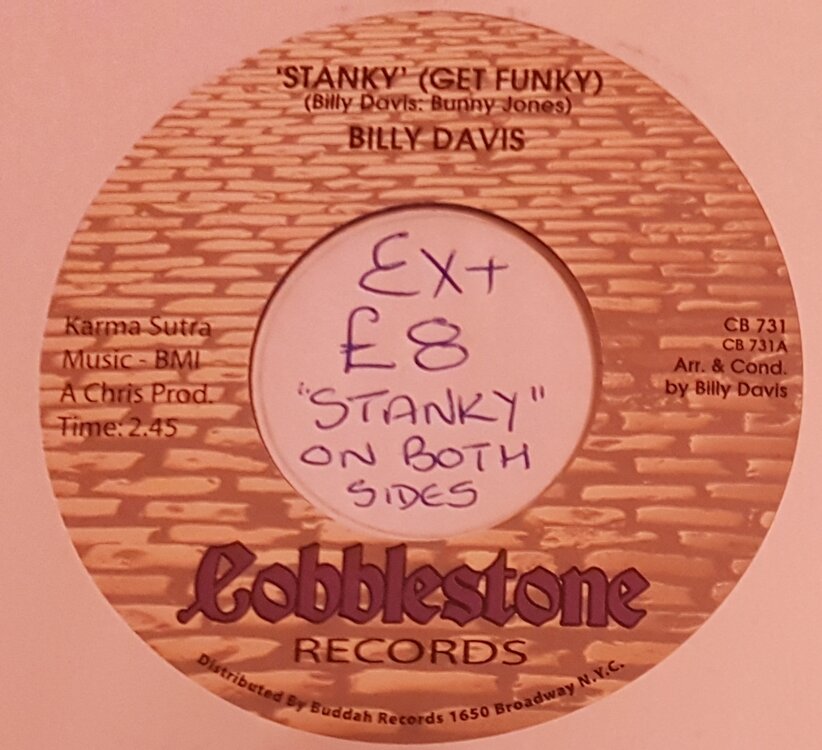 'STANKY' (GET FUNKY)
(Billy Davis: Bunny Jones)
BILLY DAVIS
EX+
£8
"STANKY"
ON BOTH
SIDES
Karma Sutra
Music - BMI
A Chris Prod.
Time: 2.45
CB 731
CB 731A
Arr. & Cond.
by Billy Davis
Cobblestone
RECORDS
Distributed By Buddah Records 1650 Broadway N.Y.C.